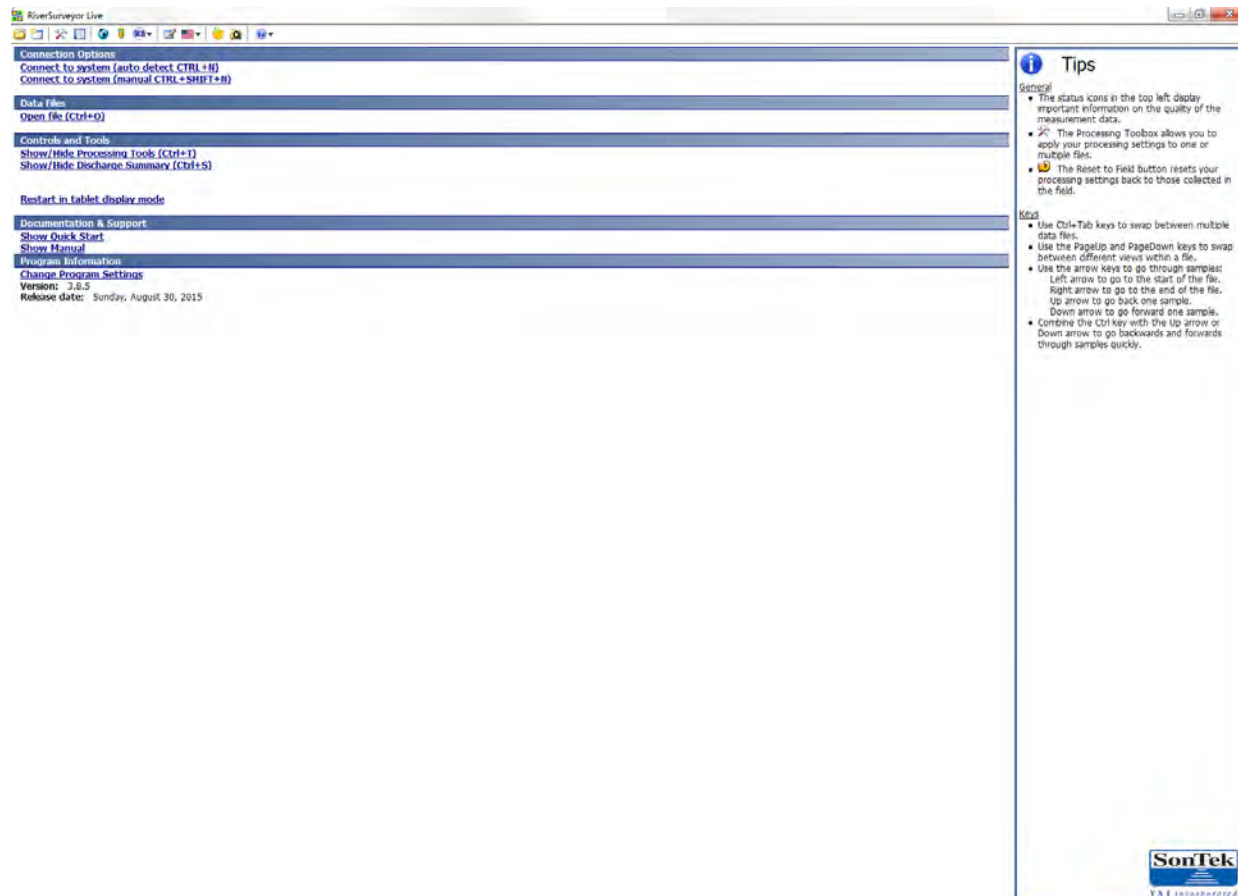 RiverSurveyor Live
Connection Options
Connect to system (auto detect CTRL+N)
Connect to system (manual CTRL+SHIFT+N)
Data Files
Open file (Ctrl+O)
Controls and Tools
Show/Hide Processing Tools (Ctrl+T)
Show/Hide Discharge Summary (Ctrl+S)
Restart in tablet display mode
Documentation & Support
Show Quick Start
Show Manual
Program Information
Change Program Settings
Version: 3.8.5
Release date: Sunday, August 30, 2015
Tips
General
• The status icons in the top left display
important information on the quality of the
measurement data.
• The Processing Toolbox allows you to
apply your processing settings to one or
multiple files.
• The Reset to Field button resets your
processing settings back to those collected in
the field.
Keys
• Use Ctrl+Tab keys to swap between multiple
data files.
• Use the PageUp and PageDown keys to swap
between different views within a file.
• Use the arrow keys to go through samples:
Left arrow to go to the start of the file.
Right arrow to go to the end of the file.
Up arrow to go back one sample.
Down arrow to go forward one sample.
• Combine the Ctrl key with the Up arrow or
Down arrow to go backwards and forwards
through samples quickly.
SonTek
YSI incorporated